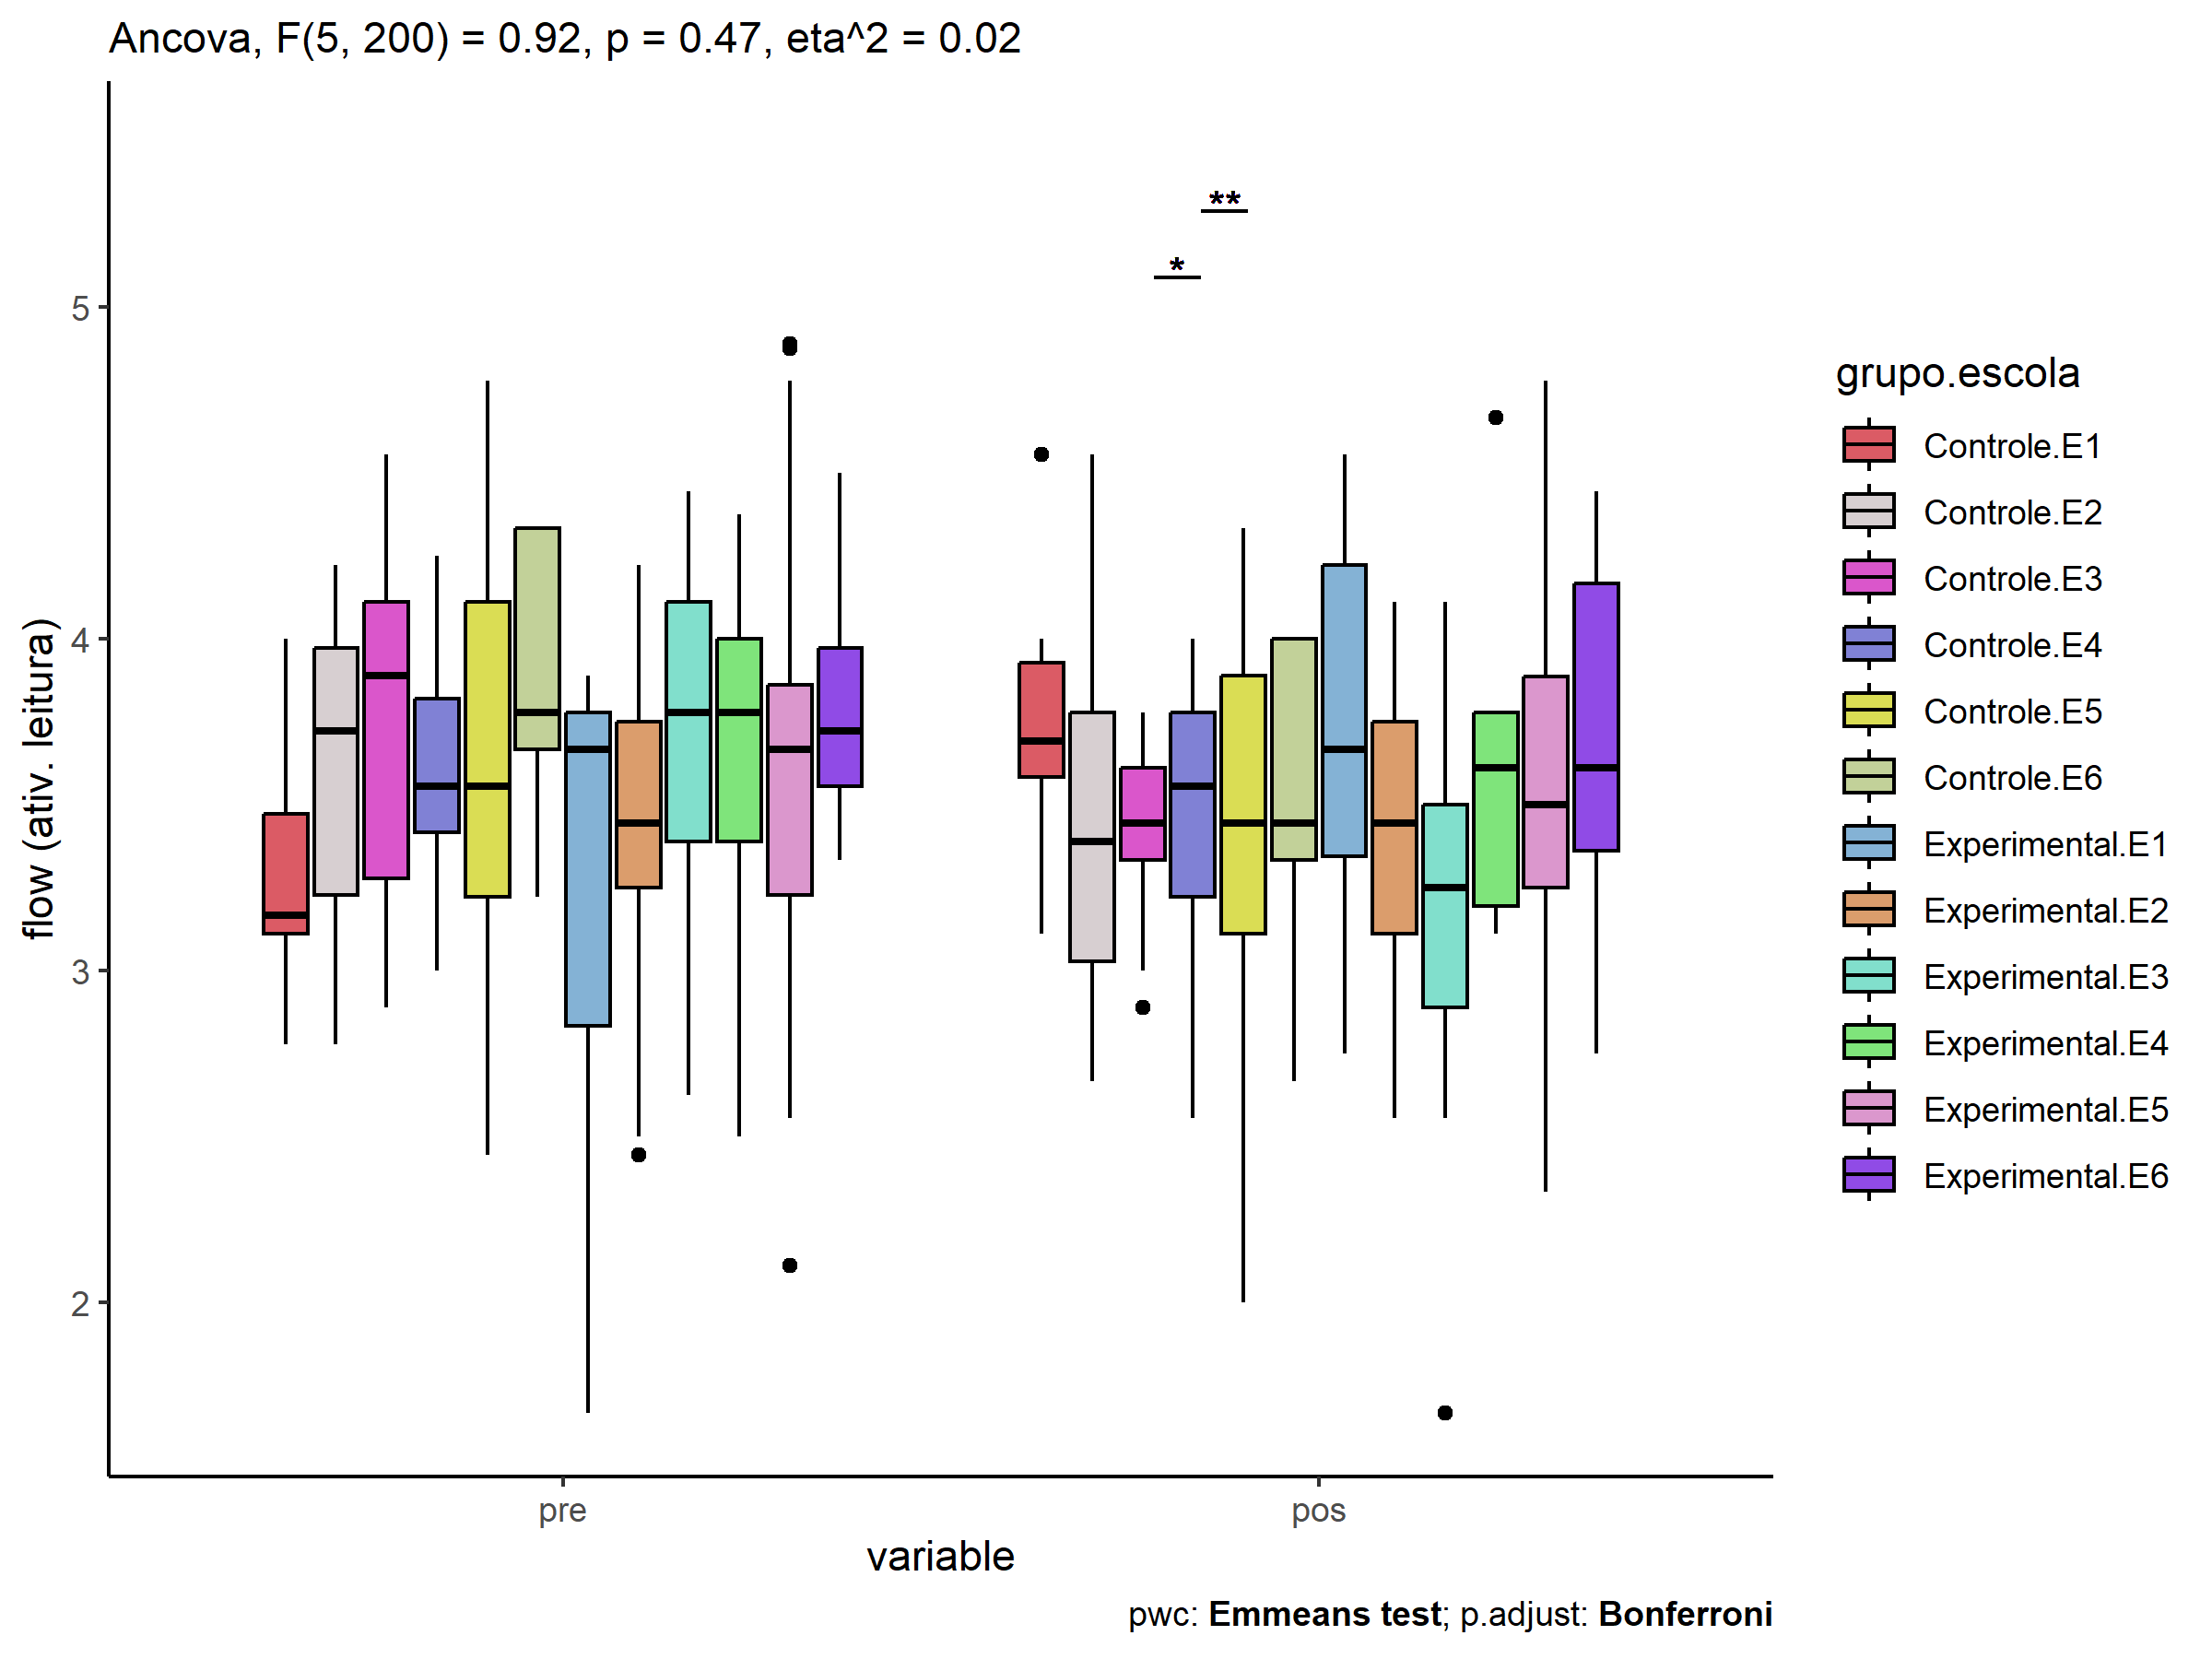 Ancova, F(5, 200) = 0.92, p = 0.47, eta^2 = 0.02
**
*
5
4
3
2
flow (ativ. leitura)
pre
pos
variable
grupo.escola
Controle.E1
Controle.E2
Controle.E3
Controle.E4
Controle.E5
Controle.E6
Experimental.E1
Experimental.E2
Experimental.E3
Experimental.E4
Experimental.E5
Experimental.E6
pwc: Emmeans test; p.adjust: Bonferroni